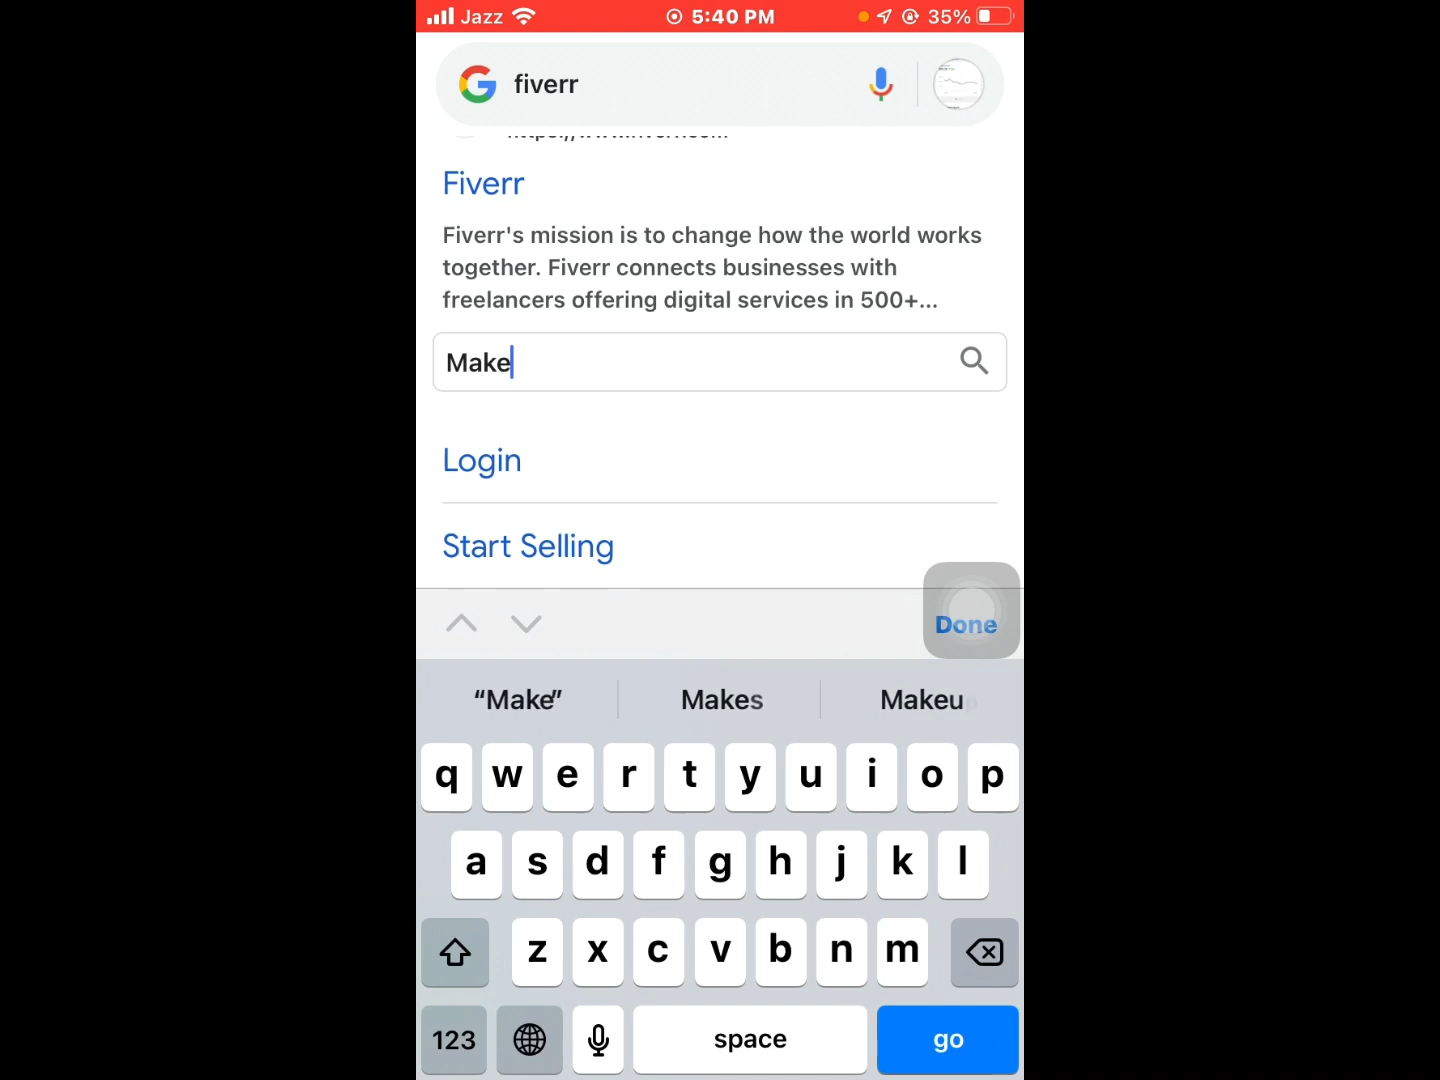 Jazz 5:40 PM 35%
fiverr
Fiverr
Fiverr's mission is to change how the world works
together. Fiverr connects businesses with
freelancers offering digital services in 500+...
Make
Login
Start Selling
Done
“Make” Makes Makeup
q w e r t y u i o p
a s d f g h j k l
z x c v b n m
123 space go